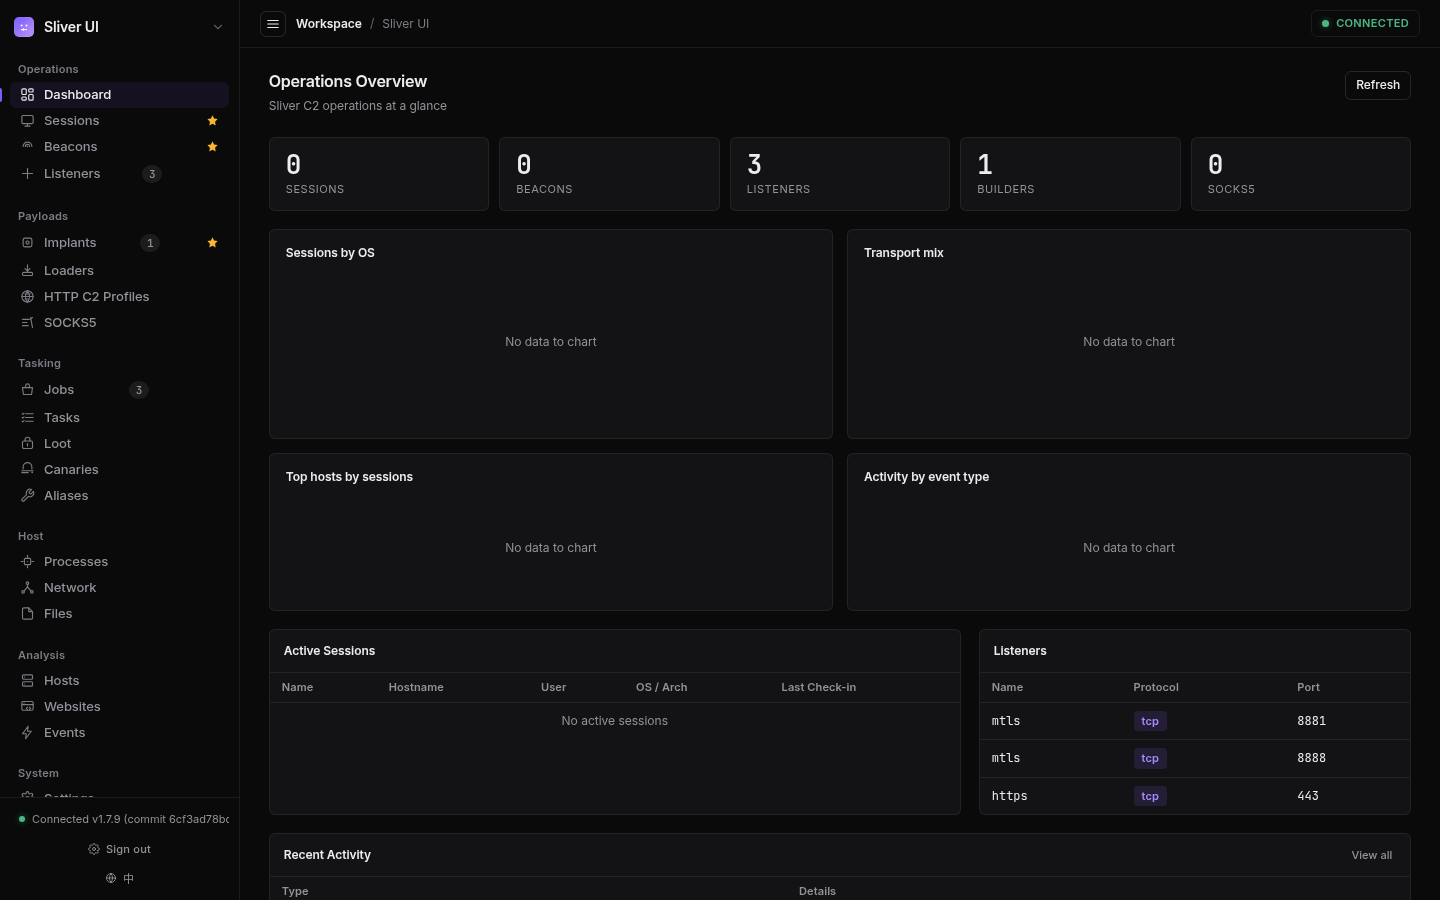 Sliver UI
Operations
Dashboard
Sessions
Beacons
Listeners 3
Payloads
Implants 1
Loaders
HTTP C2 Profiles
SOCKS5
Tasking
Jobs 3
Tasks
Loot
Canaries
Aliases
Host
Processes
Network
Files
Analysis
Hosts
Websites
Events
System
Settings
Connected v1.7.9 (commit 6cf3ad78bc
Sign out
中
Workspace / Sliver UI
CONNECTED
Operations Overview
Sliver C2 operations at a glance
Refresh
0
SESSIONS
0
BEACONS
3
LISTENERS
1
BUILDERS
0
SOCKS5
Sessions by OS
No data to chart
Transport mix
No data to chart
Top hosts by sessions
No data to chart
Activity by event type
No data to chart
Active Sessions
Name Hostname User OS / Arch Last Check-in
No active sessions
Listeners
Name Protocol Port
mtls tcp 8881
mtls tcp 8888
https tcp 443
Recent Activity
View all
Type Details